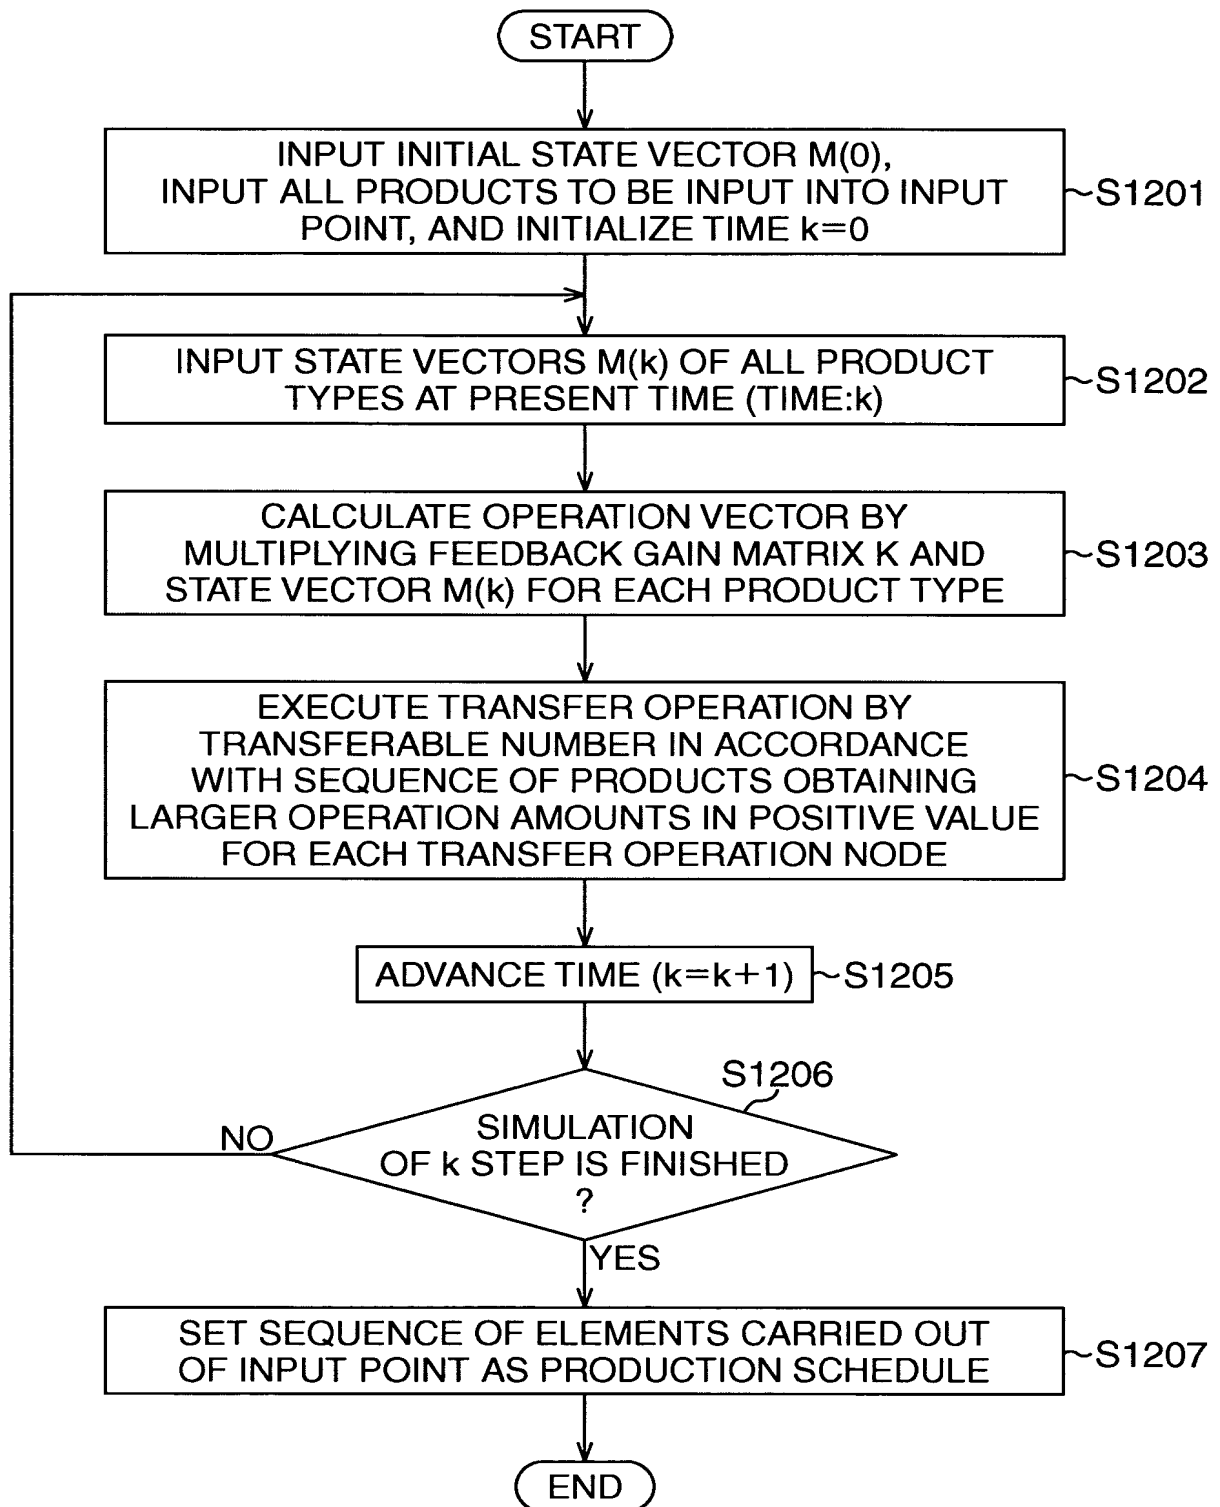 START
INPUT INITIAL STATE VECTOR M(0),
INPUT ALL PRODUCTS TO BE INPUT INTO INPUT
POINT, AND INITIALIZE TIME k=0
S1201
INPUT STATE VECTORS M(k) OF ALL PRODUCT
TYPES AT PRESENT TIME (TIME:k)
S1202
CALCULATE OPERATION VECTOR BY
MULTIPLYING FEEDBACK GAIN MATRIX K AND
STATE VECTOR M(k) FOR EACH PRODUCT TYPE
S1203
EXECUTE TRANSFER OPERATION BY
TRANSFERABLE NUMBER IN ACCORDANCE
WITH SEQUENCE OF PRODUCTS OBTAINING
LARGER OPERATION AMOUNTS IN POSITIVE VALUE
FOR EACH TRANSFER OPERATION NODE
S1204
ADVANCE TIME (k=k+1)
S1205
S1206
SIMULATION
OF k STEP IS FINISHED
?
NO
YES
SET SEQUENCE OF ELEMENTS CARRIED OUT
OF INPUT POINT AS PRODUCTION SCHEDULE
S1207
END